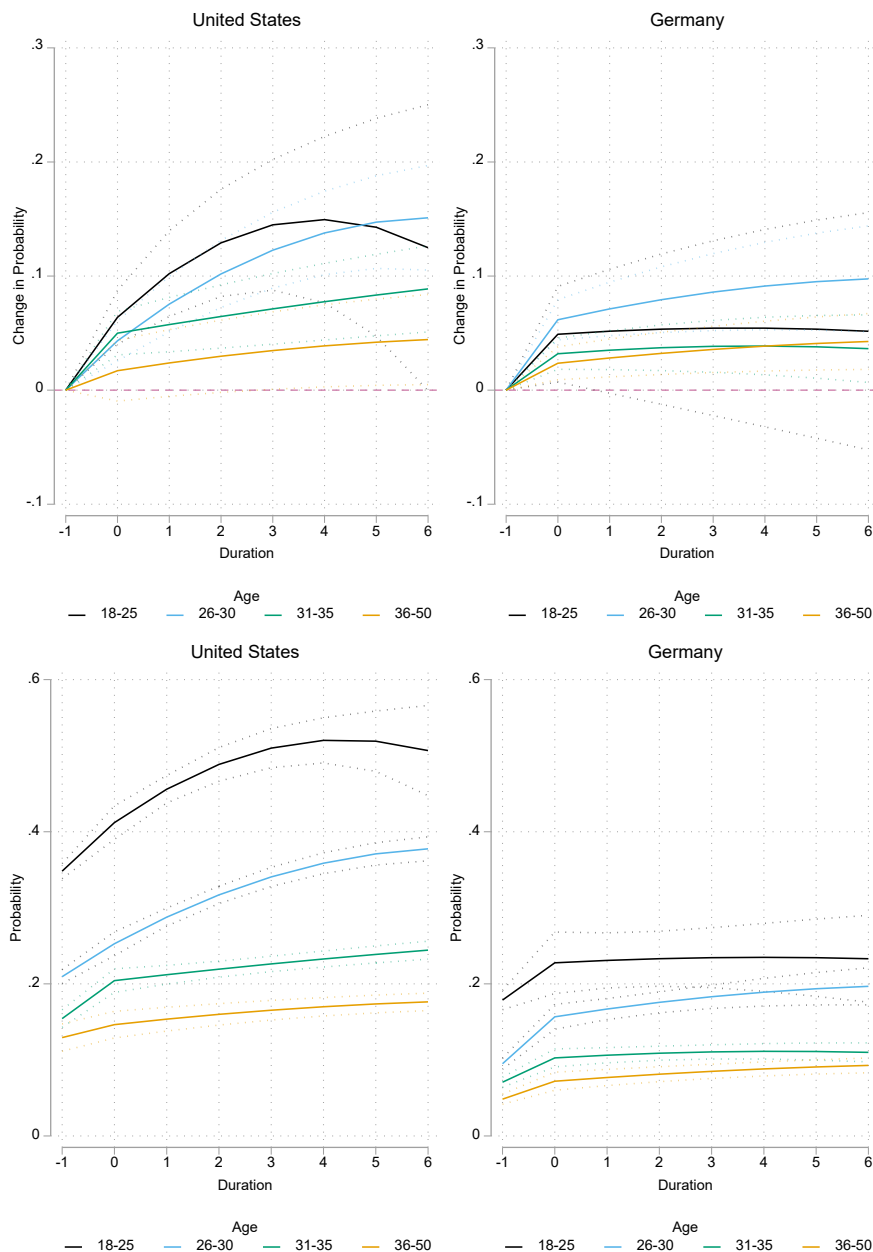 United States
Germany
Change in Probability
.3
.2
.1
0
-.1
-1 0 1 2 3 4 5 6
Duration
Change in Probability
.3
.2
.1
0
-.1
-1 0 1 2 3 4 5 6
Duration
Age
18-25 26-30 31-35 36-50
Age
18-25 26-30 31-35 36-50
United States
Germany
Probability
.6
.4
.2
0
-1 0 1 2 3 4 5 6
Duration
Probability
.6
.4
.2
0
-1 0 1 2 3 4 5 6
Duration
Age
18-25 26-30 31-35 36-50
Age
18-25 26-30 31-35 36-50